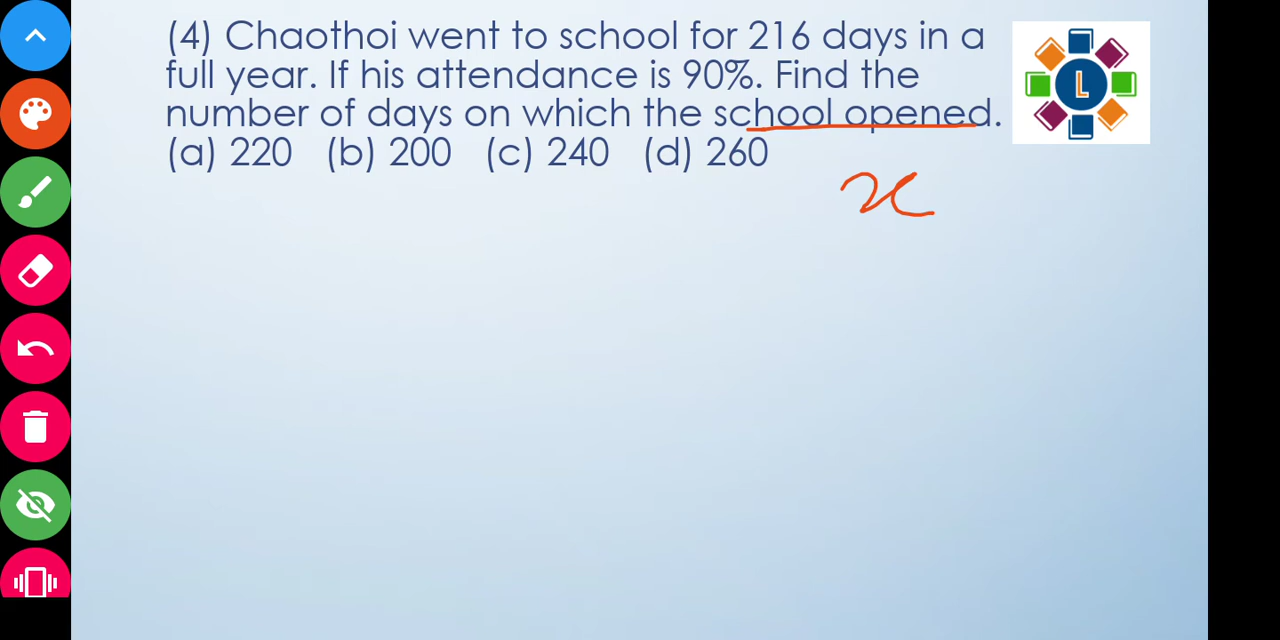 (4) Chaothoi went to school for 216 days in a
full year. If his attendance is 90%. Find the
number of days on which the school opened.
(a) 220 (b) 200 (c) 240 (d) 260
x
L